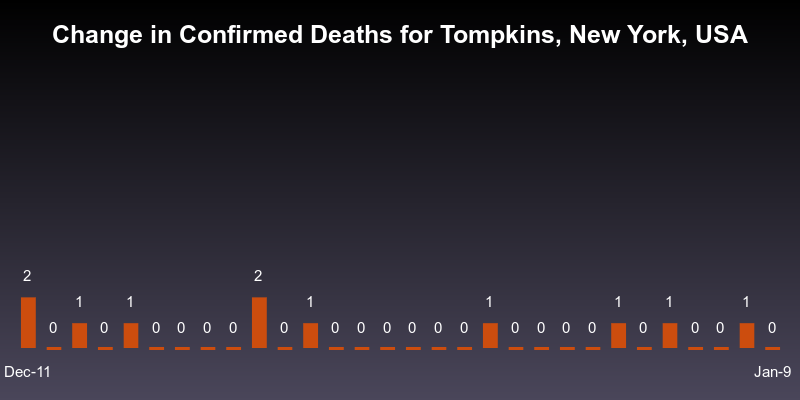 Change in Confirmed Deaths for Tompkins, New York, USA
2 0 1 0 1 0 0 0 0 2 0 1 0 0 0 0 0 0 1 0 0 0 0 1 0 1 0 0 1 0
Dec-11 Jan-9